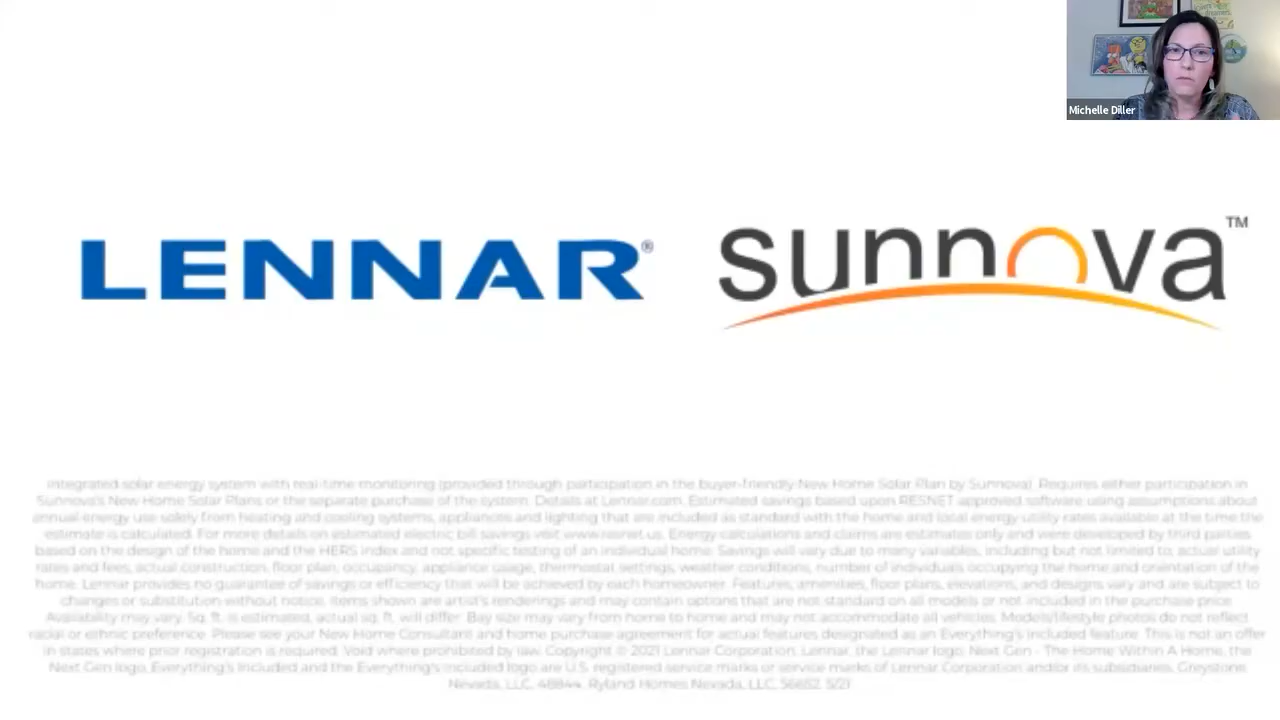 Michelle Diller
LENNAR®
sunnova™
Integrated solar energy system with real-time monitoring (provided through participation in the buyer-friendly New Home Solar Plan by Sunnova). Requires either participation in
Sunnova's New Home Solar Plans or the separate purchase of the system. Details at Lennar.com. Estimated savings based upon RESNET approved software using assumptions about
annual energy use solely from heating and cooling systems, appliances and lighting that are included as standard with the home and local energy utility rates available at the time the
estimate is calculated. For more details on estimated electric bill savings visit www.resnet.us. Energy calculations and claims are estimates only and were developed by third parties
based on the design of the home and the HERS index and not specific testing of an individual home. Savings will vary due to many variables, including but not limited to, actual utility
rates and fees, actual construction, floor plan, occupancy, appliance usage, thermostat settings, weather conditions, number of individuals occupying the home and orientation of the
home. Lennar provides no guarantee of savings or efficiency that will be achieved by each homeowner. Features, amenities, floor plans, elevations, and designs vary and are subject to
changes or substitution without notice. Items shown are artist's renderings and may contain options that are not standard on all models or not included in the purchase price.
Availability may vary. Sq. ft. is estimated, actual sq. ft. will differ. Bay size may vary from home to home and may not accommodate all vehicles. Models/lifestyle photos do not reflect
racial or ethnic preference. Please see your New Home Consultant and home purchase agreement for actual features designated as an Everything's Included feature. This is not an offer
in states where prior registration is required. Void where prohibited by law. Copyright © 2021 Lennar Corporation. Lennar, the Lennar logo, Next Gen - The Home Within A Home, the
Next Gen logo, Everything's Included and the Everything's Included logo are U.S. registered service marks or service marks of Lennar Corporation and/or its subsidiaries. Greystone
Nevada, LLC, 48844. Ryland Homes Nevada, LLC, 56652. 5/21